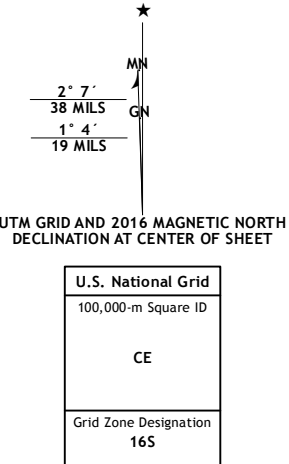 MN
2° 7´
38 MILS
GN
1° 4´
19 MILS
UTM GRID AND 2016 MAGNETIC NORTH
DECLINATION AT CENTER OF SHEET
U.S. National Grid
100,000-m Square ID
CE
Grid Zone Designation
16S